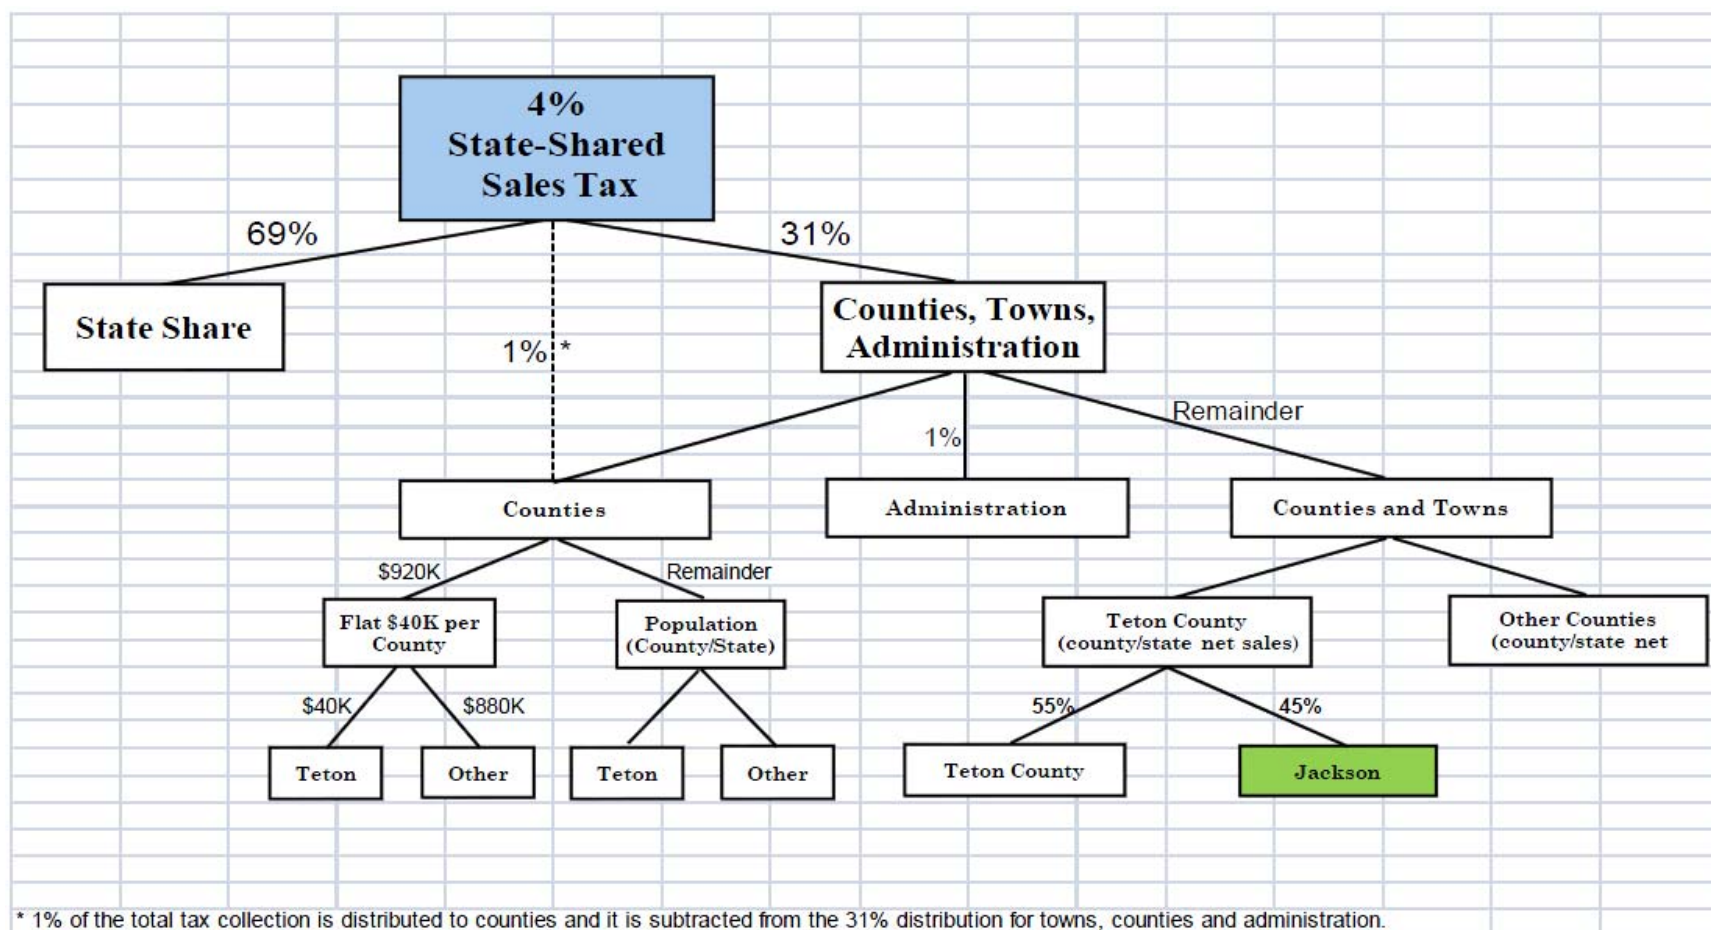 4%
State-Shared
Sales Tax
69%
31%
State Share
Counties, Towns,
Administration
1% *
Remainder
1%
Counties
Administration
Counties and Towns
$920K
Remainder
Flat $40K per
County
Population
(County/State)
Teton County
(county/state net sales)
Other Counties
(county/state net
$40K
$880K
55%
45%
Teton
Other
Teton
Other
Teton County
Jackson
* 1% of the total tax collection is distributed to counties and it is subtracted from the 31% distribution for towns, counties and administration.